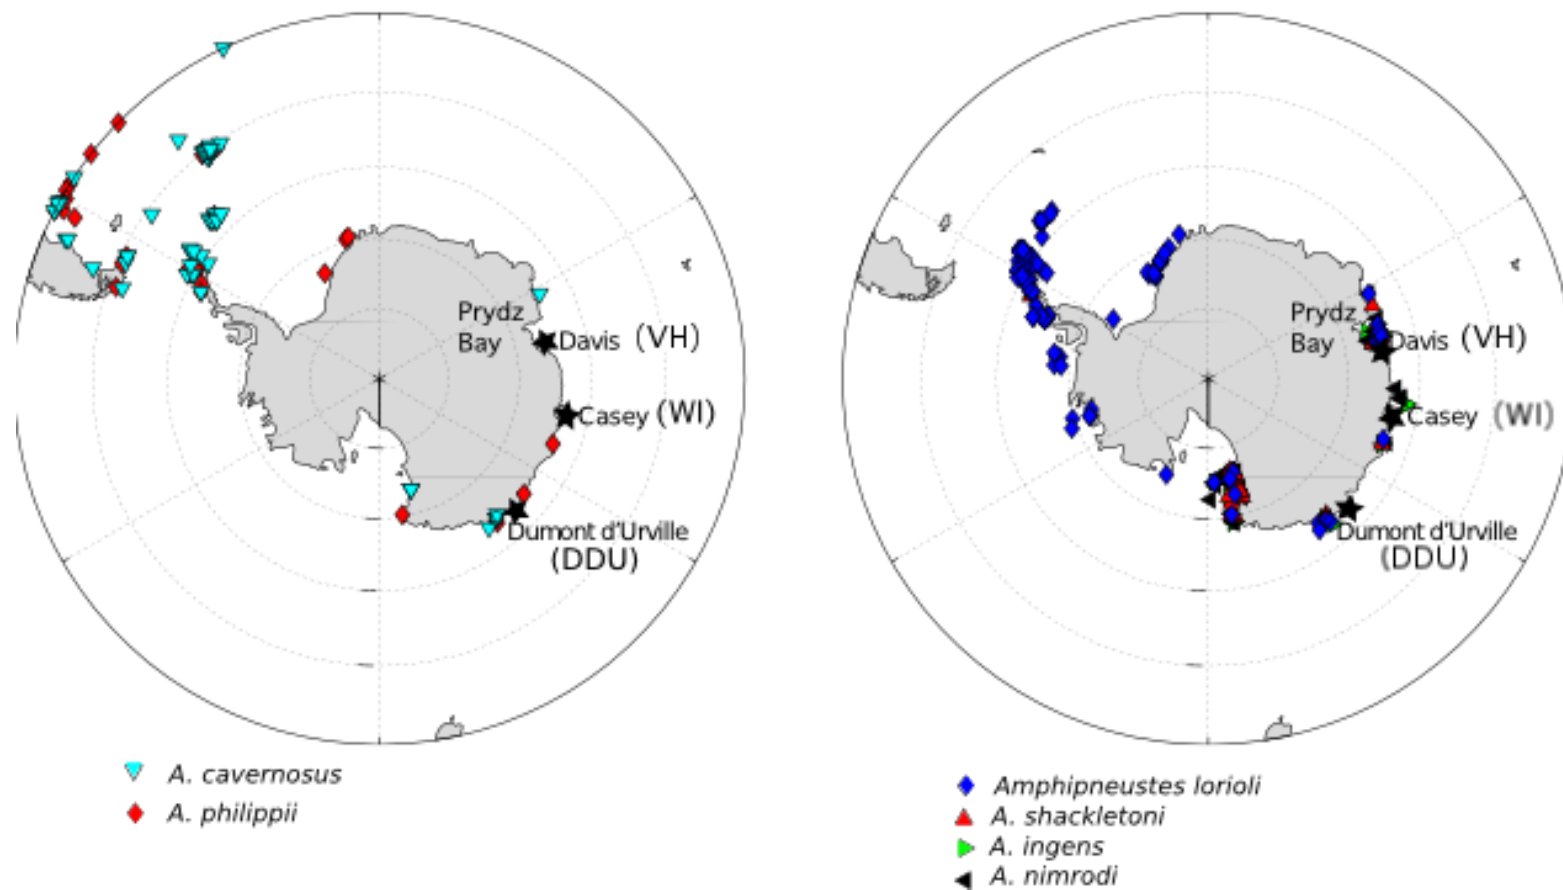 Prydz
Bay
Davis (VH)
Casey (WI)
Dumont d'Urville
(DDU)
A. cavernosus
A. philippii
Prydz
Bay
Davis (VH)
Casey (WI)
Dumont d'Urville
(DDU)
Amphipneustes lorioli
A. shackletoni
A. ingens
A. nimrodi